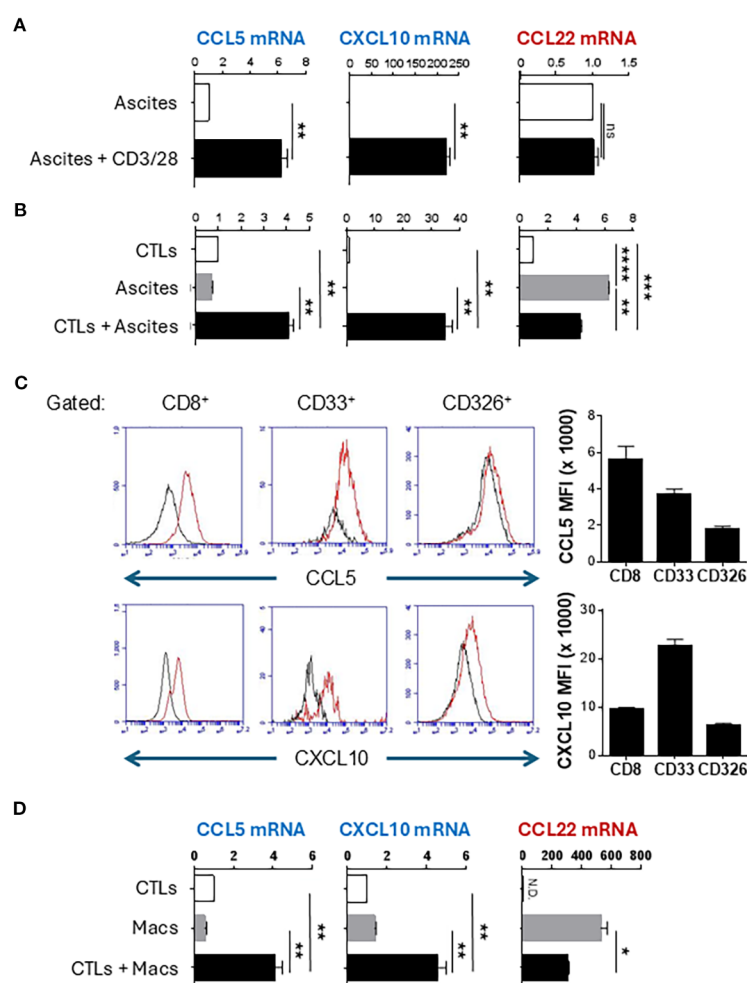 A
CCL5 mRNA CXCL10 mRNA CCL22 mRNA
0 2 4 6 8 0 50 100 150 200 250 0 0.5 1.0 1.5
Ascites
Ascites + CD3/28
** ** ns
B
0 1 2 3 4 5 0 10 20 30 40 0 2 4 6 8
CTLs
Ascites
CTLs + Ascites
** ** ** ** **** ** ***
C
Gated: CD8+ CD33+ CD326+
CCL5
CCL5 MFI (x 1000)
8
6
4
2
0
CD8 CD33 CD326
CXCL10
CXCL10 MFI (x 1000)
30
20
10
0
CD8 CD33 CD326
D
CCL5 mRNA CXCL10 mRNA CCL22 mRNA
0 2 4 6 0 2 4 6 0 200 400 600 800
CTLs
N.D.
Macs
CTLs + Macs
** ** ** ** *